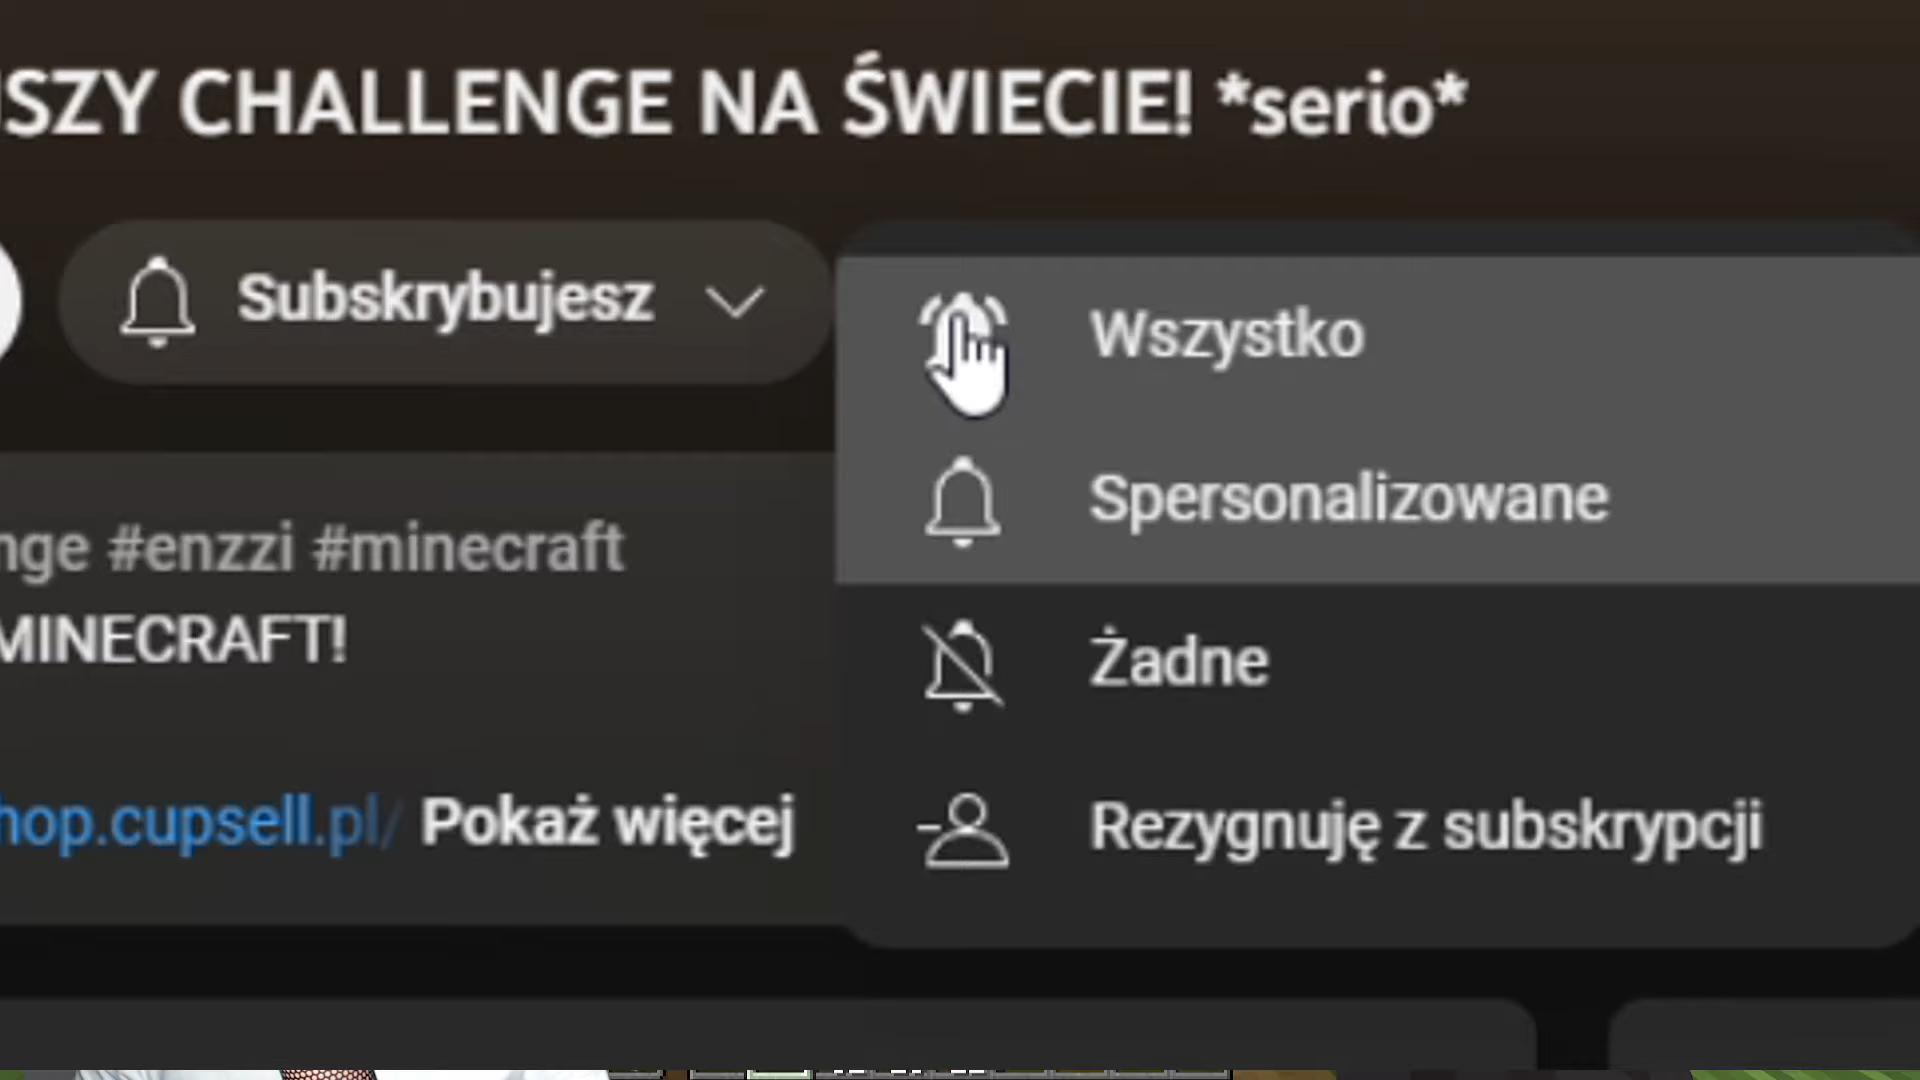 SZY CHALLENGE NA ŚWIECIE! *serio*
Subskrybujesz
Wszystko
Spersonalizowane
Żadne
Rezygnuję z subskrypcji
nge #enzzi #minecraft
MINECRAFT!
hop.cupsell.pl/ Pokaż więcej